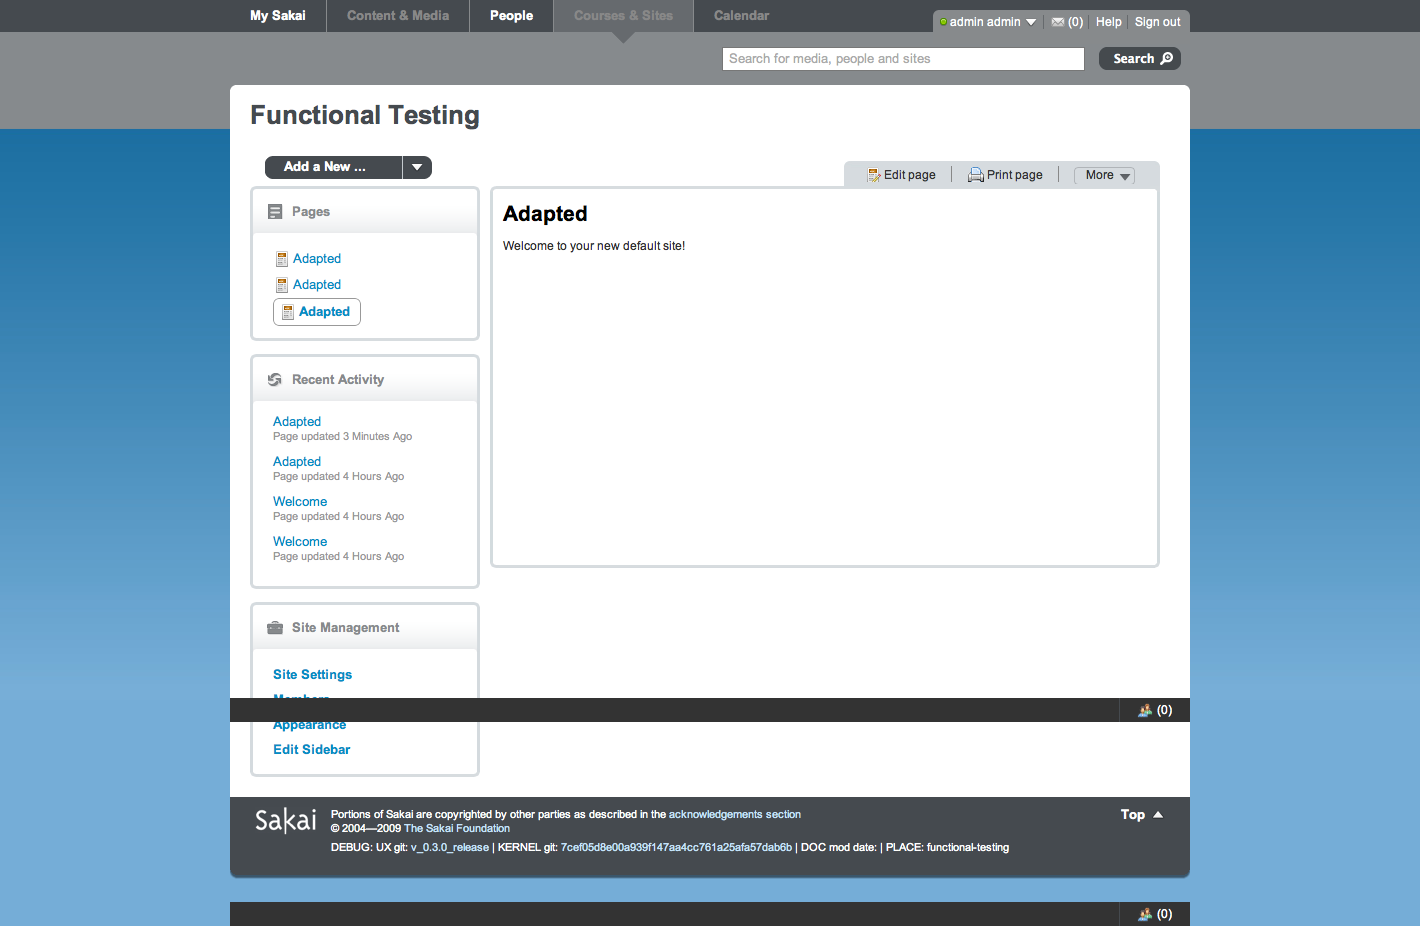 My Sakai
Content & Media
People
Courses & Sites
Calendar
admin admin
(0)
Help
Sign out
Search for media, people and sites
Search
Functional Testing
Add a New ...
Edit page
Print page
More
Pages
Adapted
Adapted
Adapted
Adapted
Welcome to your new default site!
Recent Activity
Adapted
Page updated 3 Minutes Ago
Adapted
Page updated 4 Hours Ago
Welcome
Page updated 4 Hours Ago
Welcome
Page updated 4 Hours Ago
Site Management
Site Settings
Members
(0)
Appearance
Edit Sidebar
Sakai
Portions of Sakai are copyrighted by other parties as described in the acknowledgements section
© 2004—2009 The Sakai Foundation
DEBUG: UX git: v_0.3.0_release | KERNEL git: 7cef05d8e00a939f147aa4cc761a25afa57dab6b | DOC mod date: | PLACE: functional-testing
Top
(0)